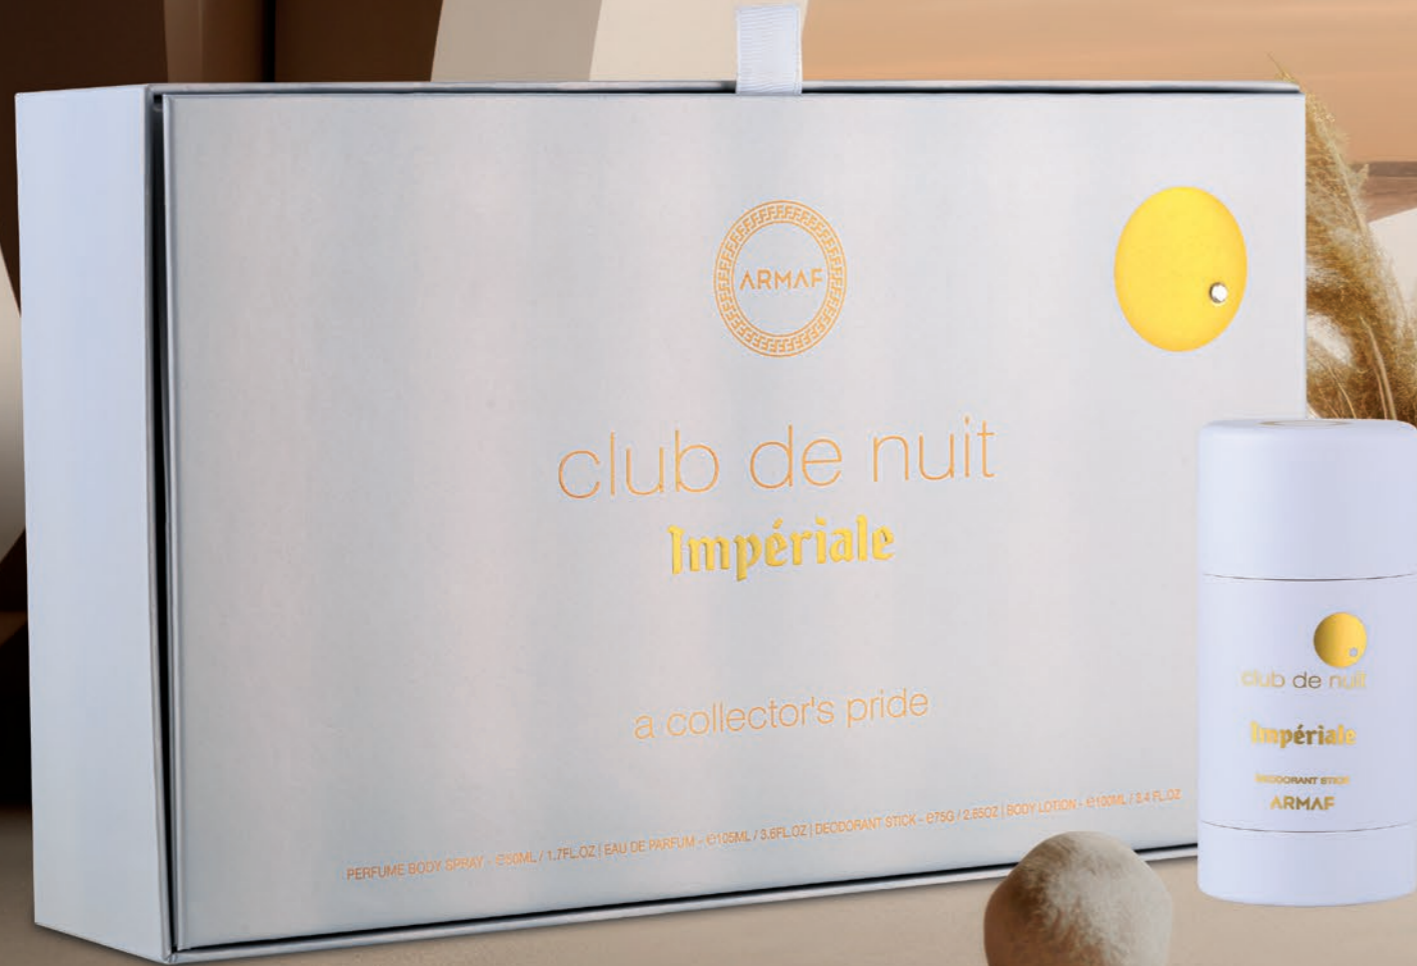 ARMAF
club de nuit
Impériale
a collector's pride
PERFUME BODY SPRAY - ℮50ML / 1.7FL.OZ | EAU DE PARFUM - ℮105ML / 3.6FL.OZ | DEODORANT STICK - ℮75G / 2.65OZ | BODY LOTION - ℮100ML / 3.4 FL.OZ
club de nuit
Impériale
DEODORANT STICK
ARMAF